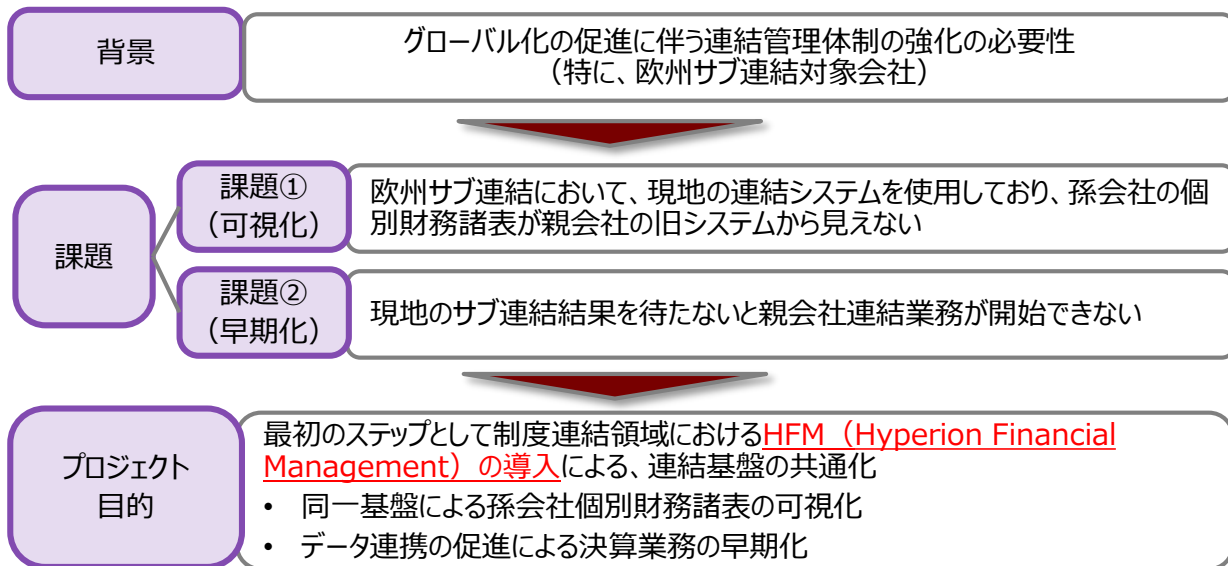 背景
グローバル化の促進に伴う連結管理体制の強化の必要性
（特に、欧州サブ連結対象会社）
課題
課題①
（可視化）
欧州サブ連結において、現地の連結システムを使用しており、孫会社の個
別財務諸表が親会社の旧システムから見えない
課題②
（早期化）
現地のサブ連結結果を待たないと親会社連結業務が開始できない
プロジェクト
目的
最初のステップとして制度連結領域におけるHFM（Hyperion Financial
Management）の導入による、連結基盤の共通化
• 同一基盤による孫会社個別財務諸表の可視化
• データ連携の促進による決算業務の早期化